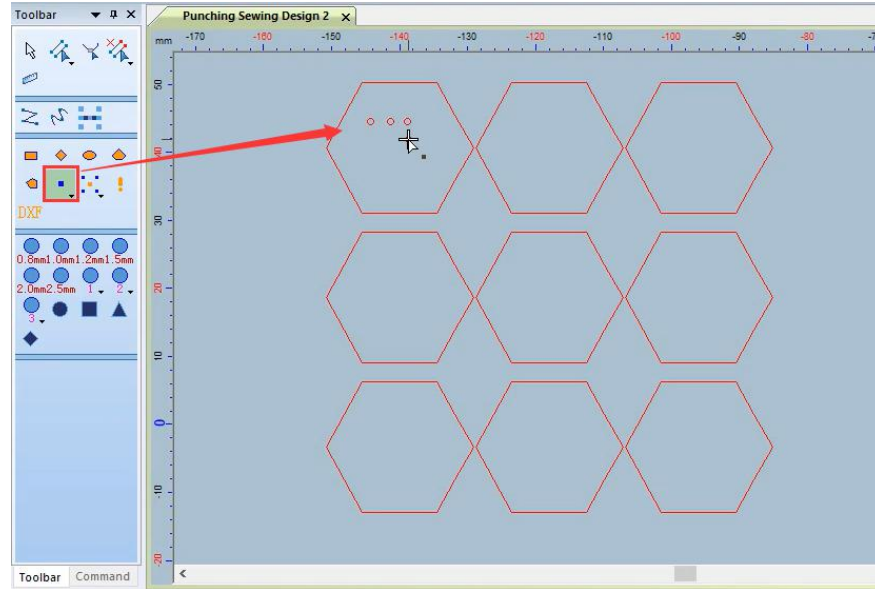 Toolbar
Punching Sewing Design 2
mm
-170 -160 -150 -140 -130 -120 -110 -100 -90 -80 -7
50
40
30
20
10
0
-10
-20
DXF
0.8mm 1.0mm 1.2mm 1.5mm
2.0mm 2.5mm 1 2
3
Toolbar Command